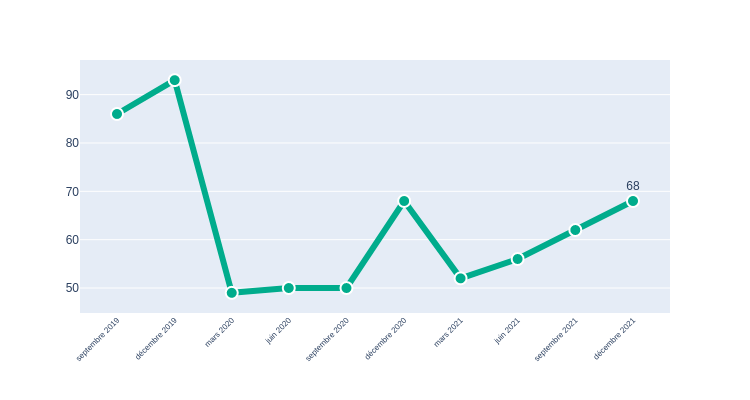 90
80
70
60
50
68
septembre 2019
décembre 2019
mars 2020
juin 2020
septembre 2020
décembre 2020
mars 2021
juin 2021
septembre 2021
décembre 2021